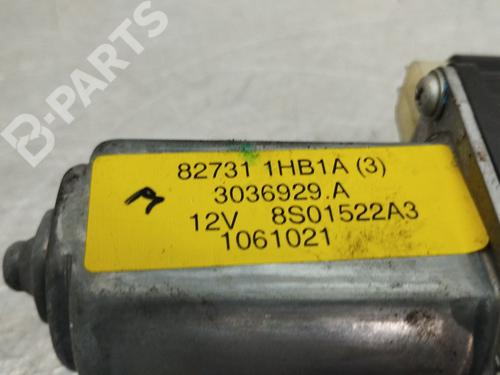 B-PARTS
82731 1HB1A (3)
3036929.A
12V 8S01522A3
1061021